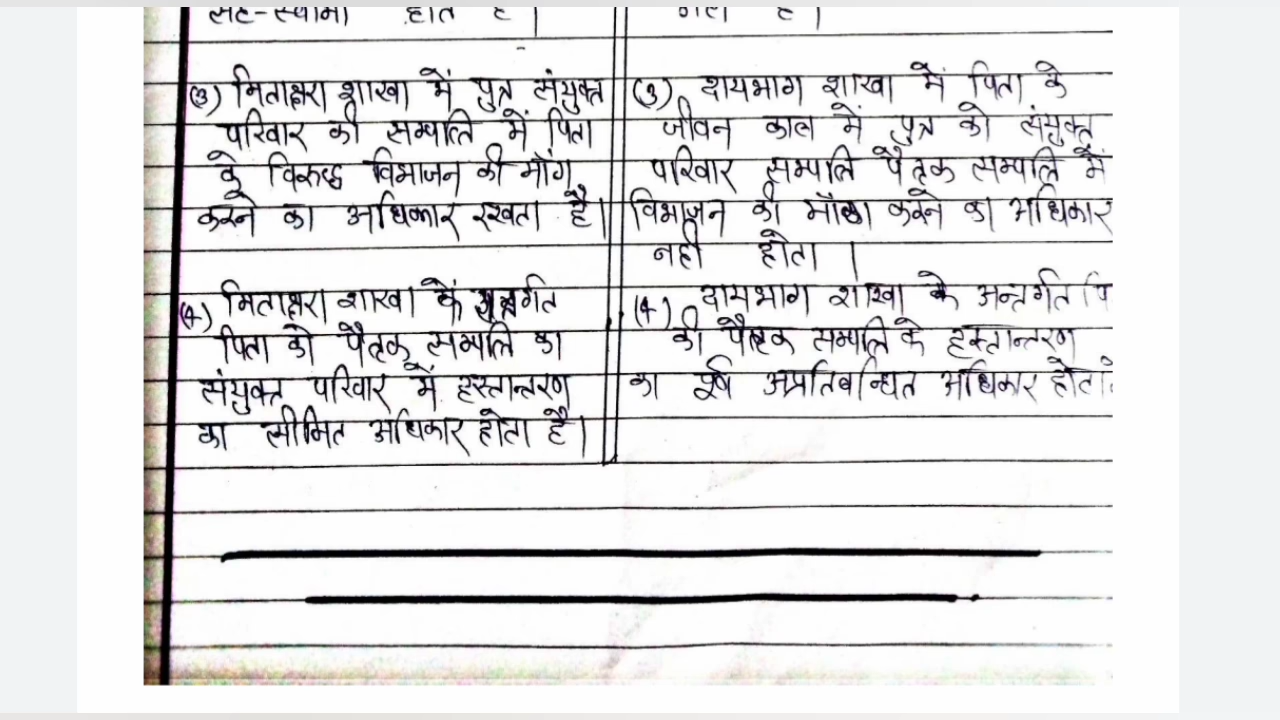 सह-स्वामी होते है।
(3) मिताक्षरा शाखा में पुत्र संयुक्त
परिवार की सम्पत्ति में पिता
के विरुद्ध विभाजन की माँग
करने का अधिकार रखता है।
(4) मिताक्षरा शाखा के अन्तर्गत
पिता को पैतृक सम्पत्ति का
संयुक्त परिवार में हस्तान्तरण
का सीमित अधिकार होता है।
(3) दायभाग शाखा में पिता के
जीवन काल में पुत्र को संयुक्त
परिवार सम्पति पैतृक सम्पति में
विभाजन की माँग करने का अधिकार
नही होता।
(4) दायभाग शाखा के अन्तर्गत पि
की पैतृक सम्पति के हस्तान्तरण
का पूर्व अप्रतिबन्धित अधिकार होता